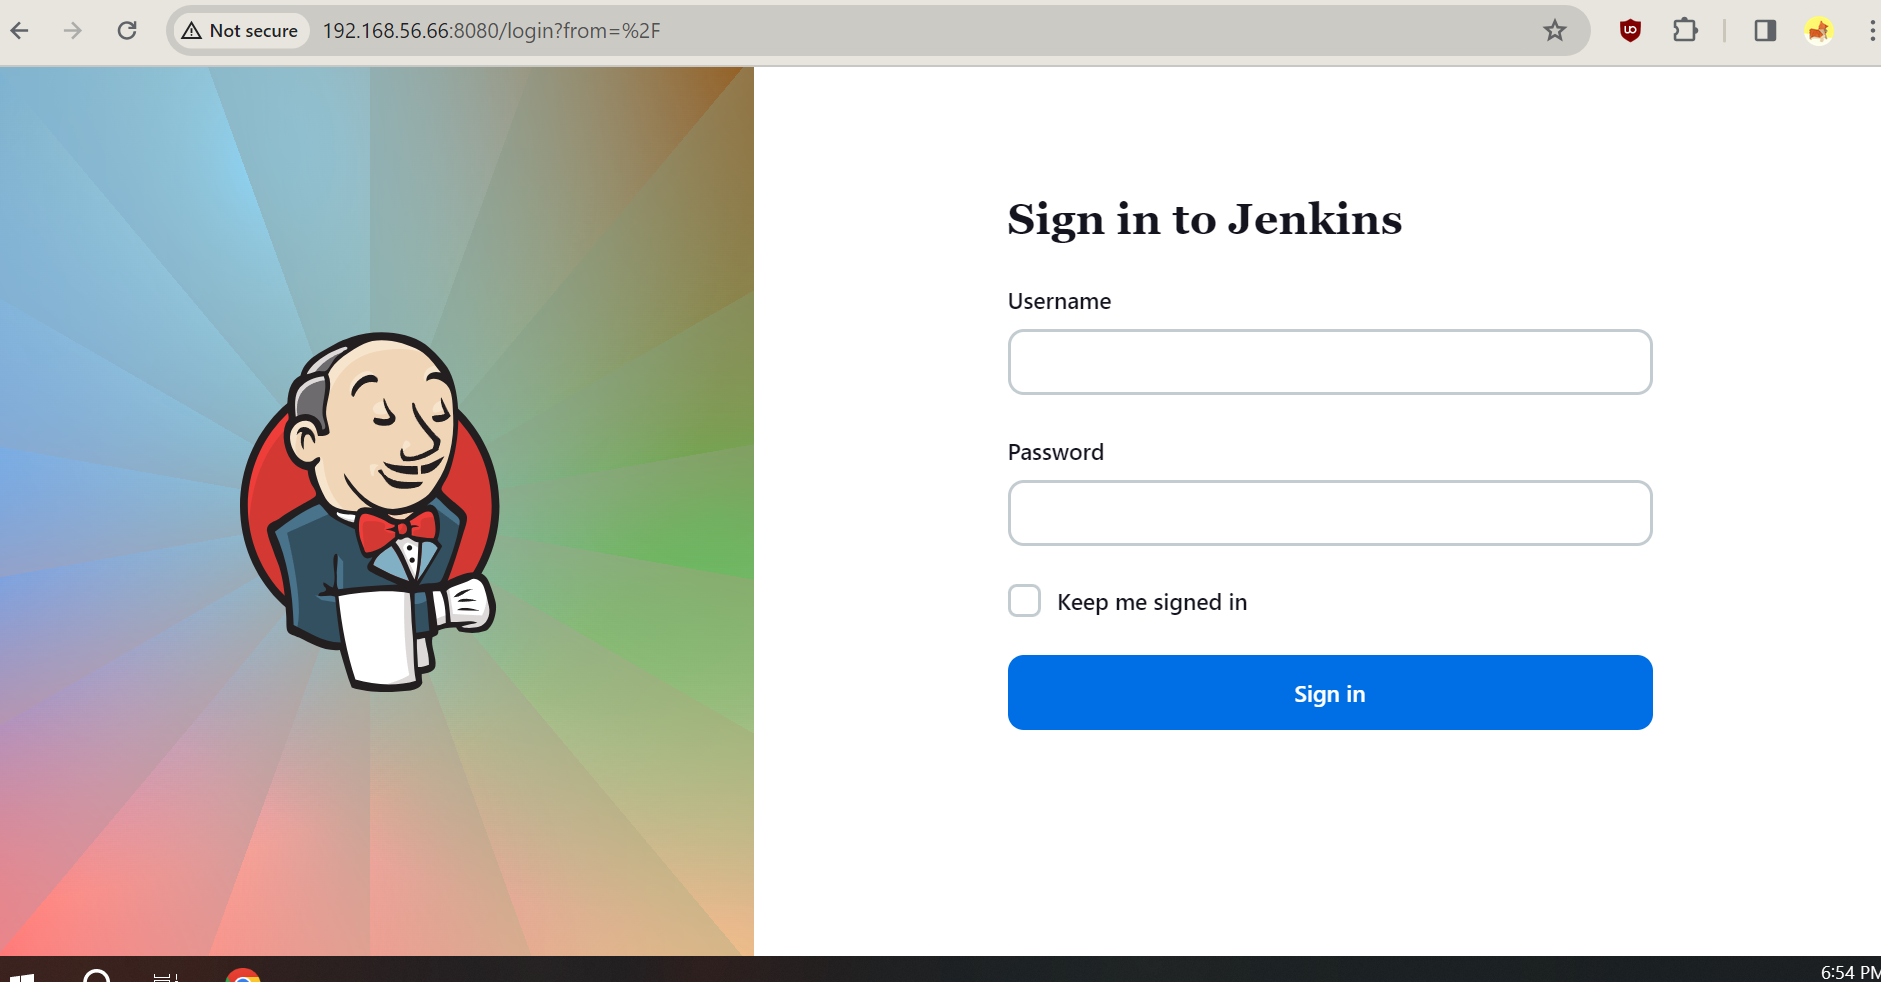 Not secure 192.168.56.66:8080/login?from=%2F
Sign in to Jenkins
Username
Password
Keep me signed in
Sign in
6:54 PM